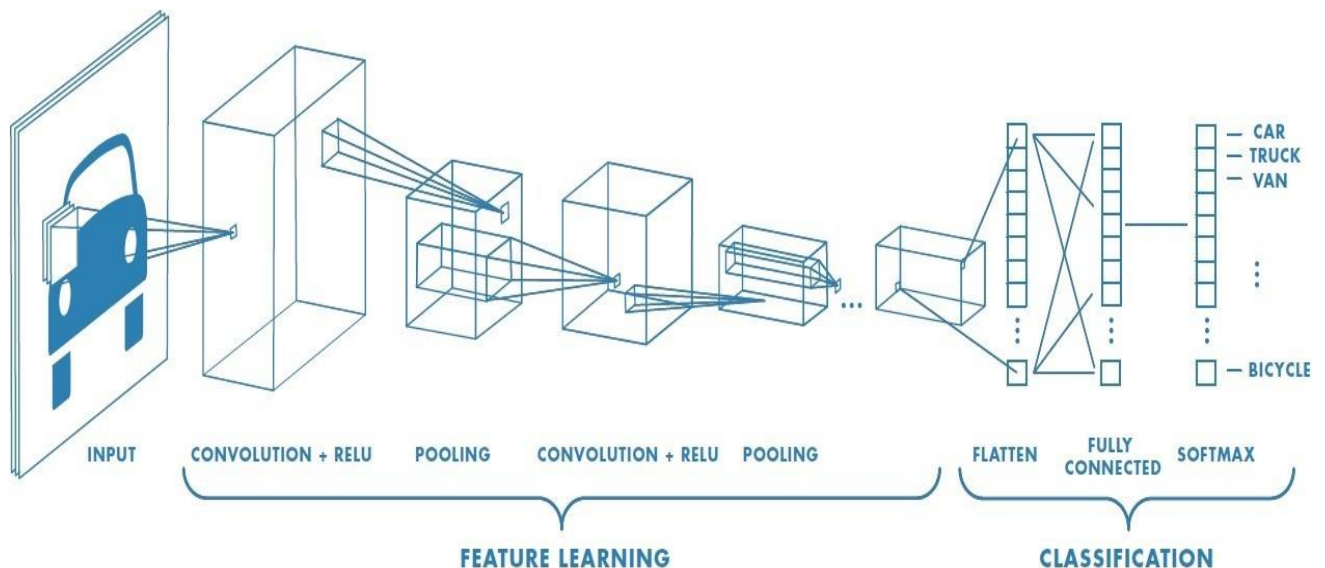 CAR
TRUCK
VAN
BICYCLE
INPUT
CONVOLUTION + RELU
POOLING
CONVOLUTION + RELU
POOLING
FLATTEN
FULLY
CONNECTED
SOFTMAX
FEATURE LEARNING
CLASSIFICATION